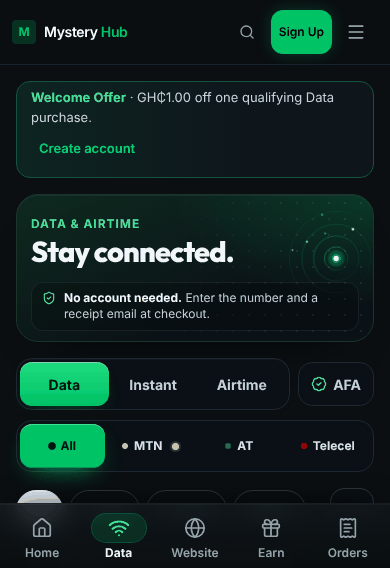 M Mystery Hub Sign Up
Welcome Offer · GH₵1.00 off one qualifying Data
purchase.
Create account
DATA & AIRTIME
Stay connected.
No account needed. Enter the number and a
receipt email at checkout.
Data Instant Airtime AFA
All MTN AT Telecel
Home Data Website Earn Orders